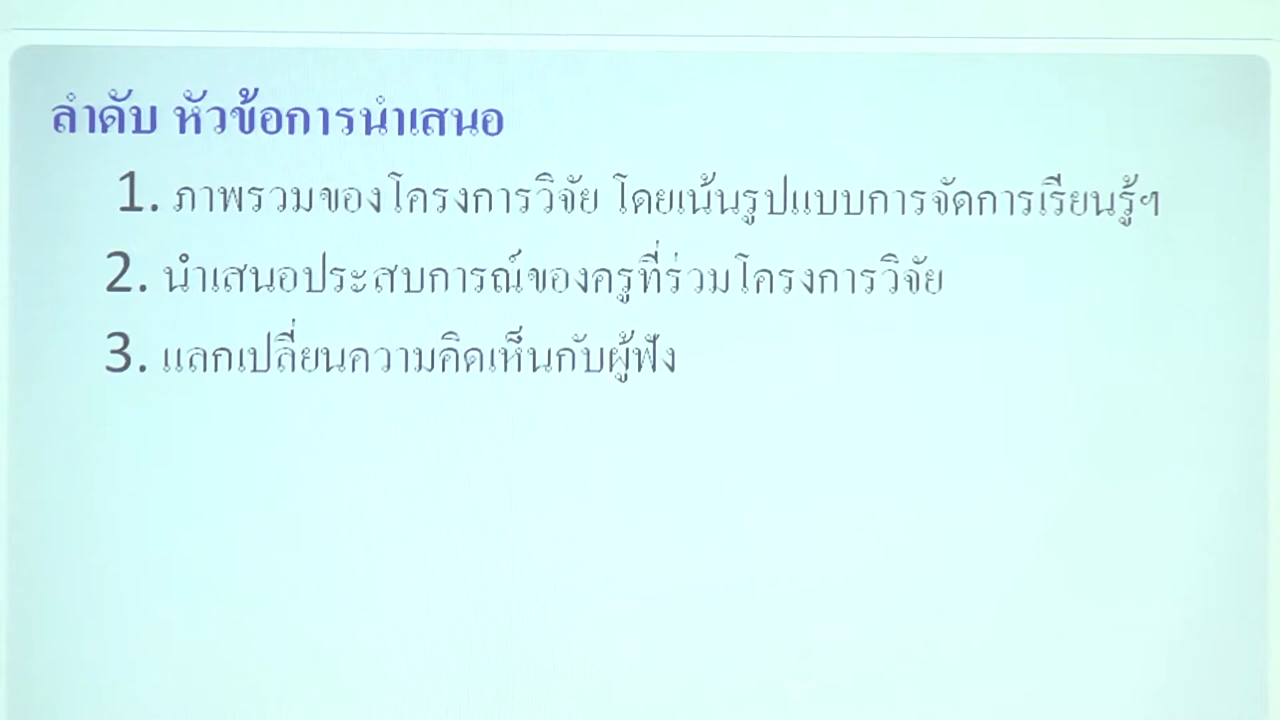 ลำดับ หัวข้อการนำเสนอ
1. ภาพรวมของโครงการวิจัย โดยเน้นรูปแบบการจัดการเรียนรู้ฯ
2. นำเสนอประสบการณ์ของครูที่ร่วมโครงการวิจัย
3. แลกเปลี่ยนความคิดเห็นกับผู้ฟัง